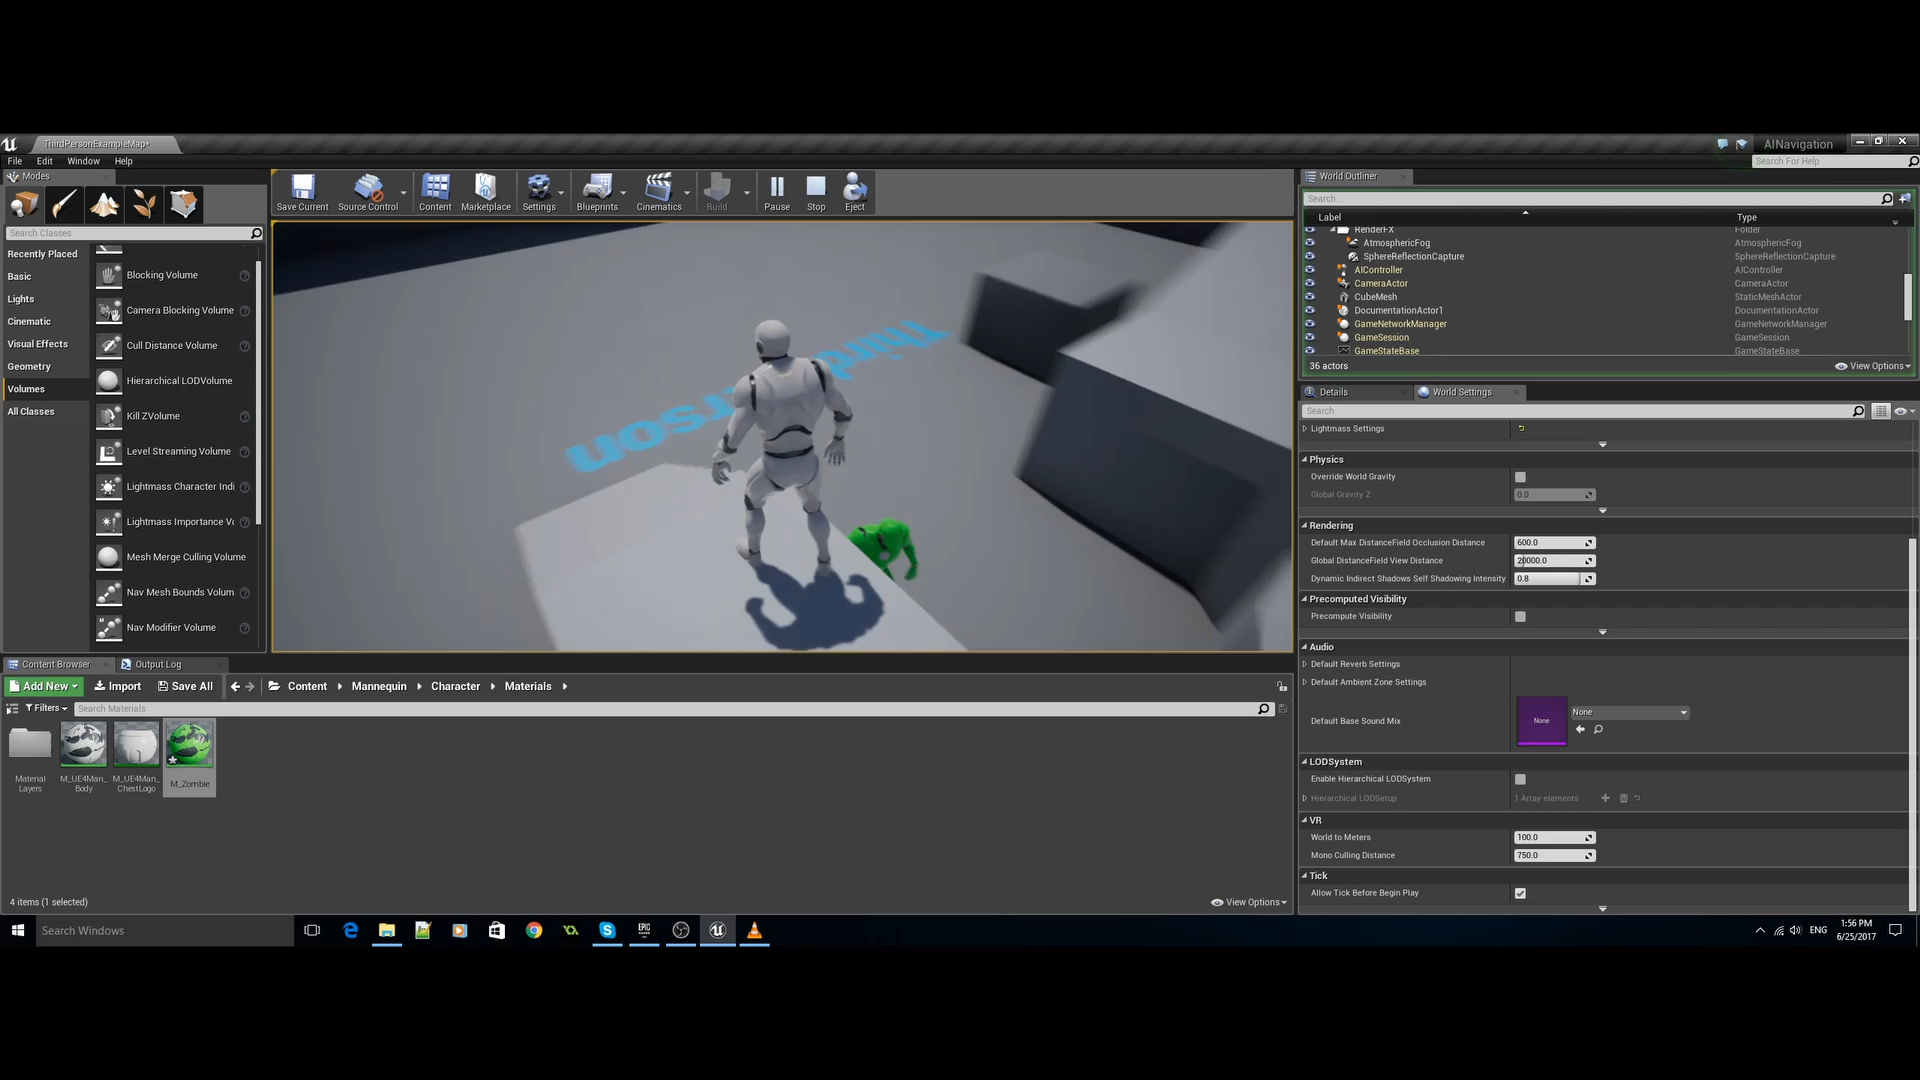 ThirdPersonExampleMap*
AINavigation
File Edit Window Help
Search For Help
Modes
Search Classes
Recently Placed
Basic
Lights
Cinematic
Visual Effects
Geometry
Volumes
All Classes
Blocking Volume
Camera Blocking Volume
Cull Distance Volume
Hierarchical LODVolume
Kill ZVolume
Level Streaming Volume
Lightmass Character Indi
Lightmass Importance Vo
Mesh Merge Culling Volume
Nav Mesh Bounds Volum
Nav Modifier Volume
Save Current Source Control Content Marketplace Settings Blueprints Cinematics Build Pause Stop Eject
Third
rson
World Outliner
Search...
Label Type
RenderFX Folder
AtmosphericFog AtmosphericFog
SphereReflectionCapture SphereReflectionCapture
AIController AIController
CameraActor CameraActor
CubeMesh StaticMeshActor
DocumentationActor1 DocumentationActor
GameNetworkManager GameNetworkManager
GameSession GameSession
GameStateBase GameStateBase
36 actors View Options
Details World Settings
Search
Lightmass Settings
Physics
Override World Gravity
Global Gravity Z 0.0
Rendering
Default Max DistanceField Occlusion Distance 600.0
Global DistanceField View Distance 20000.0
Dynamic Indirect Shadows Self Shadowing Intensity 0.8
Precomputed Visibility
Precompute Visibility
Audio
Default Reverb Settings
Default Ambient Zone Settings
Default Base Sound Mix None None
LODSystem
Enable Hierarchical LODSystem
Hierarchical LODSetup 1 Array elements
VR
World to Meters 100.0
Mono Culling Distance 750.0
Tick
Allow Tick Before Begin Play
Content Browser Output Log
Add New Import Save All Content Mannequin Character Materials
Filters Search Materials
Material Layers
M_UE4Man_Body
M_UE4Man_ChestLogo
M_Zombie
4 items (1 selected) View Options
Search Windows
EPIC
ENG
1:56 PM
6/25/2017